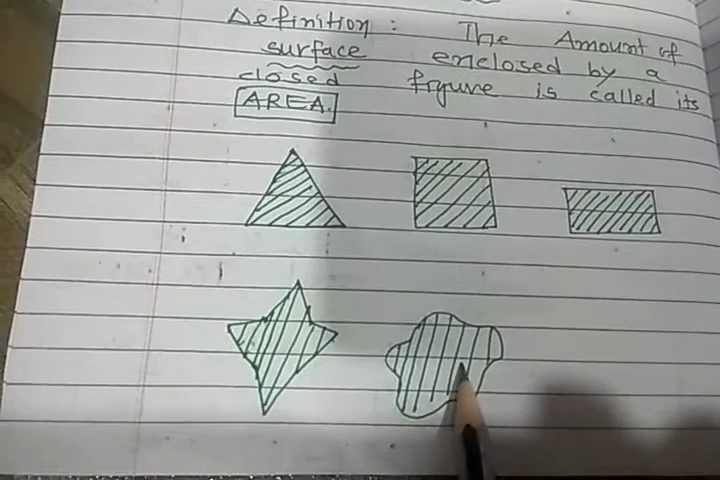 Definition : The Amount of
surface enclosed by a
closed figure is called its
AREA.